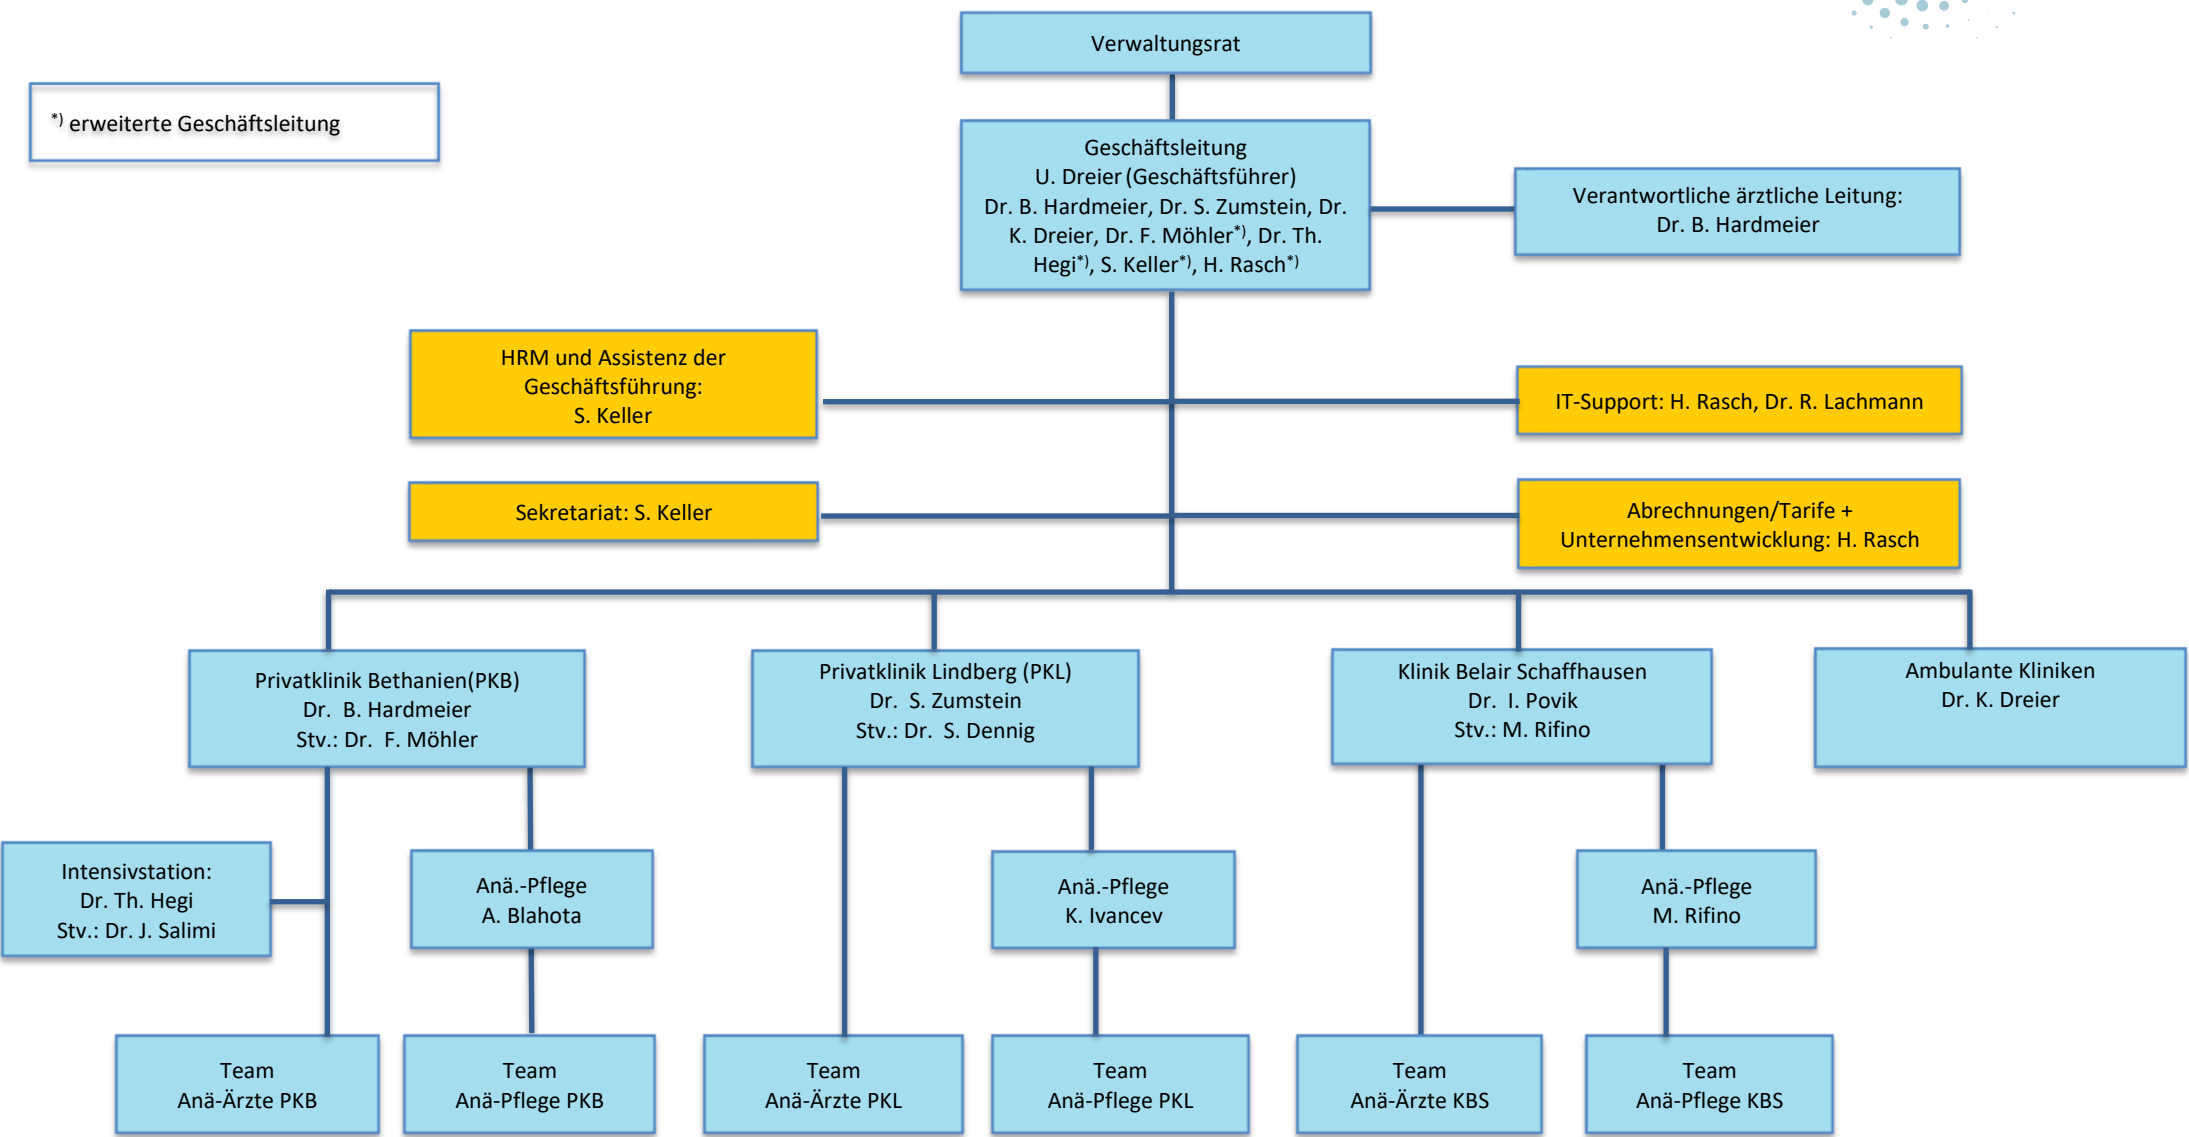 Verwaltungsrat
*) erweiterte Geschäftsleitung
Geschäftsleitung
U. Dreier (Geschäftsführer)
Dr. B. Hardmeier, Dr. S. Zumstein, Dr.
K. Dreier, Dr. F. Möhler*), Dr. Th.
Hegi*), S. Keller*), H. Rasch*)
Verantwortliche ärztliche Leitung:
Dr. B. Hardmeier
HRM und Assistenz der
Geschäftsführung:
S. Keller
IT-Support: H. Rasch, Dr. R. Lachmann
Sekretariat: S. Keller
Abrechnungen/Tarife +
Unternehmensentwicklung: H. Rasch
Privatklinik Bethanien(PKB)
Dr. B. Hardmeier
Stv.: Dr. F. Möhler
Privatklinik Lindberg (PKL)
Dr. S. Zumstein
Stv.: Dr. S. Dennig
Klinik Belair Schaffhausen
Dr. I. Povik
Stv.: M. Rifino
Ambulante Kliniken
Dr. K. Dreier
Intensivstation:
Dr. Th. Hegi
Stv.: Dr. J. Salimi
Anä.-Pflege
A. Blahota
Anä.-Pflege
K. Ivancev
Anä.-Pflege
M. Rifino
Team
Anä-Ärzte PKB
Team
Anä-Pflege PKB
Team
Anä-Ärzte PKL
Team
Anä-Pflege PKL
Team
Anä-Ärzte KBS
Team
Anä-Pflege KBS